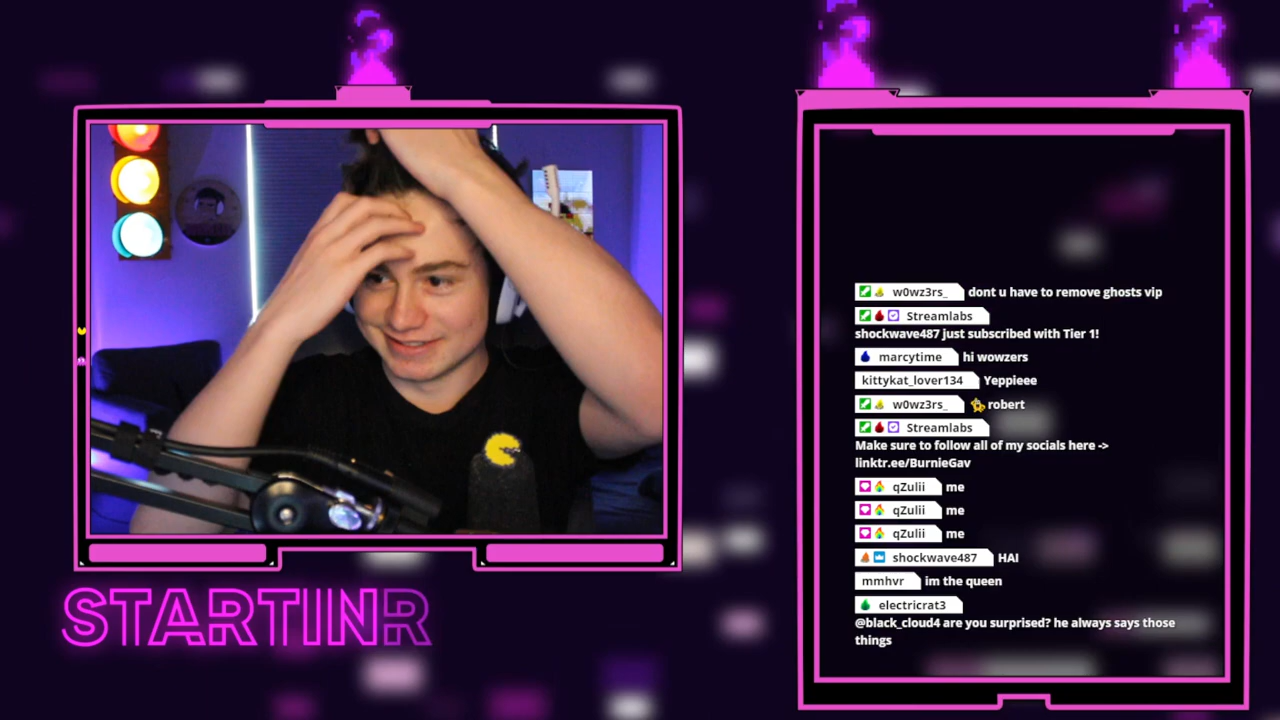 w0wz3rs_ dont u have to remove ghosts vip
Streamlabs
shockwave487 just subscribed with Tier 1!
marcytime hi wowzers
kittykat_lover134 Yeppieee
w0wz3rs_ robert
Streamlabs
Make sure to follow all of my socials here ->
linktr.ee/BurnieGav
qZulii me
qZulii me
qZulii me
shockwave487 HAI
mmhvr im the queen
electricrat3
@black_cloud4 are you surprised? he always says those
things
STARTINR